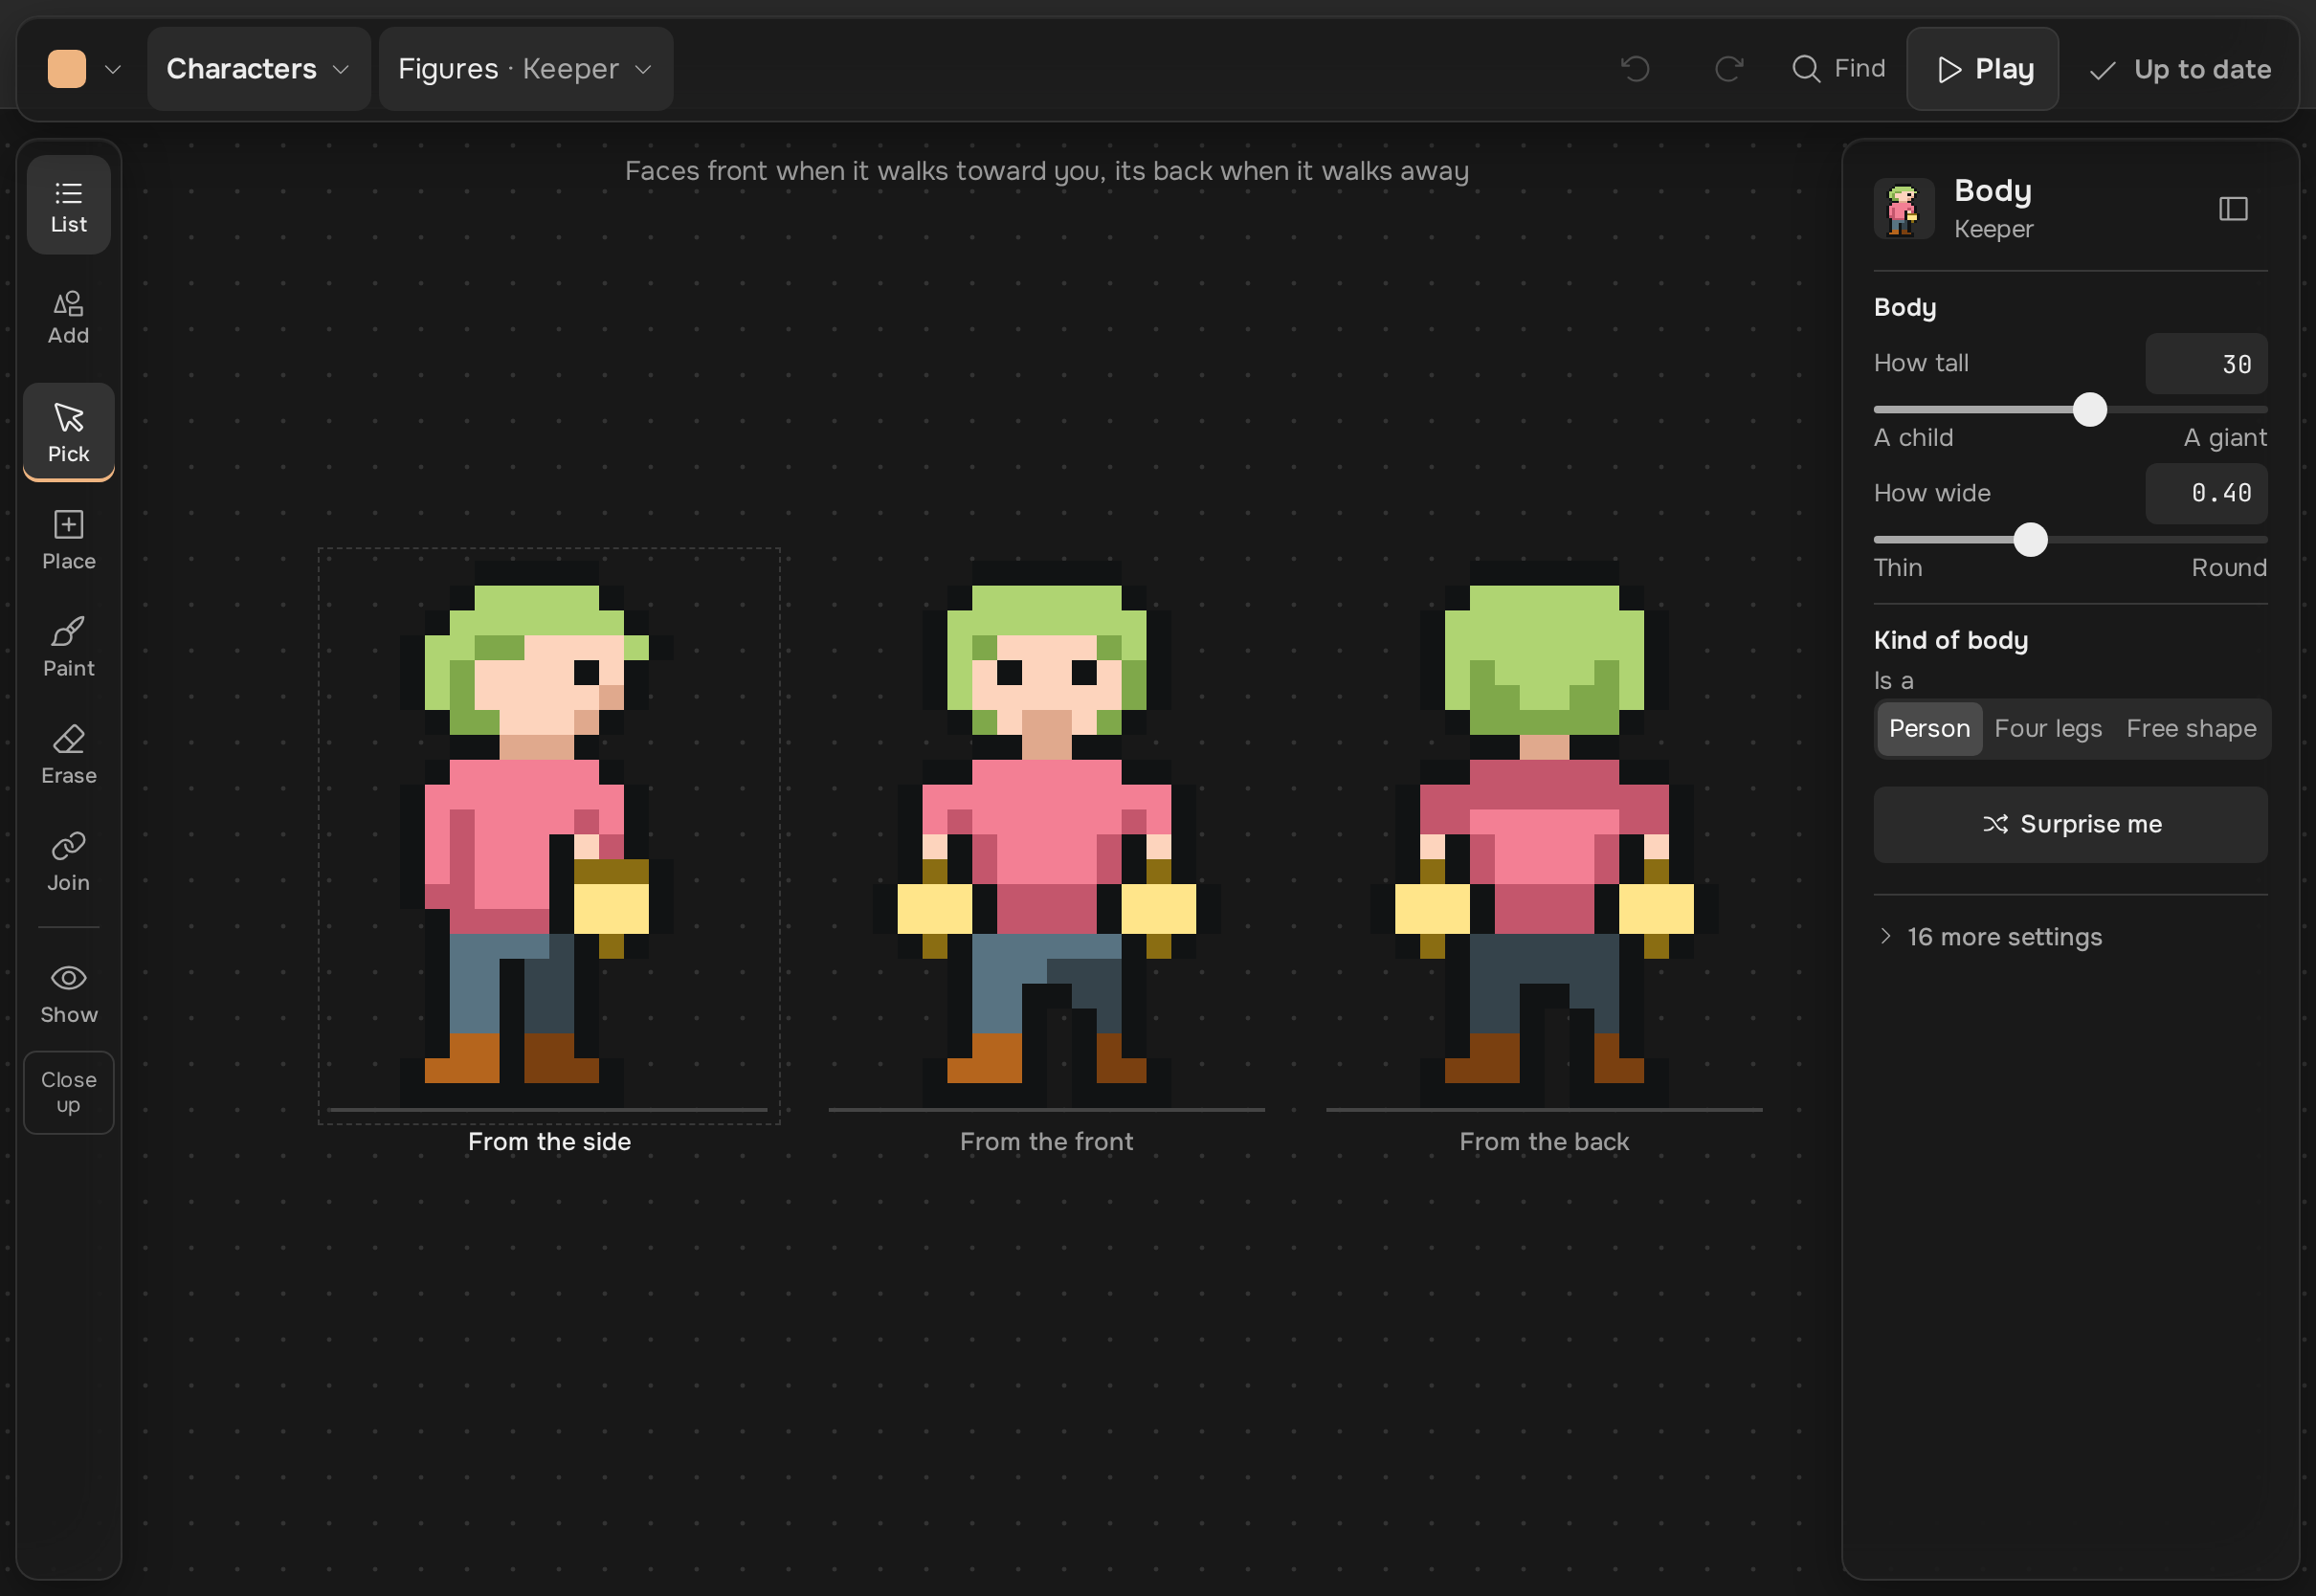 Characters
Figures · Keeper
Find
Play
Up to date
List
Add
Pick
Place
Paint
Erase
Join
Show
Close
up
Faces front when it walks toward you, its back when it walks away
From the side
From the front
From the back
Body
Keeper
Body
How tall
30
A child
A giant
How wide
0.40
Thin
Round
Kind of body
Is a
Person
Four legs
Free shape
Surprise me
16 more settings